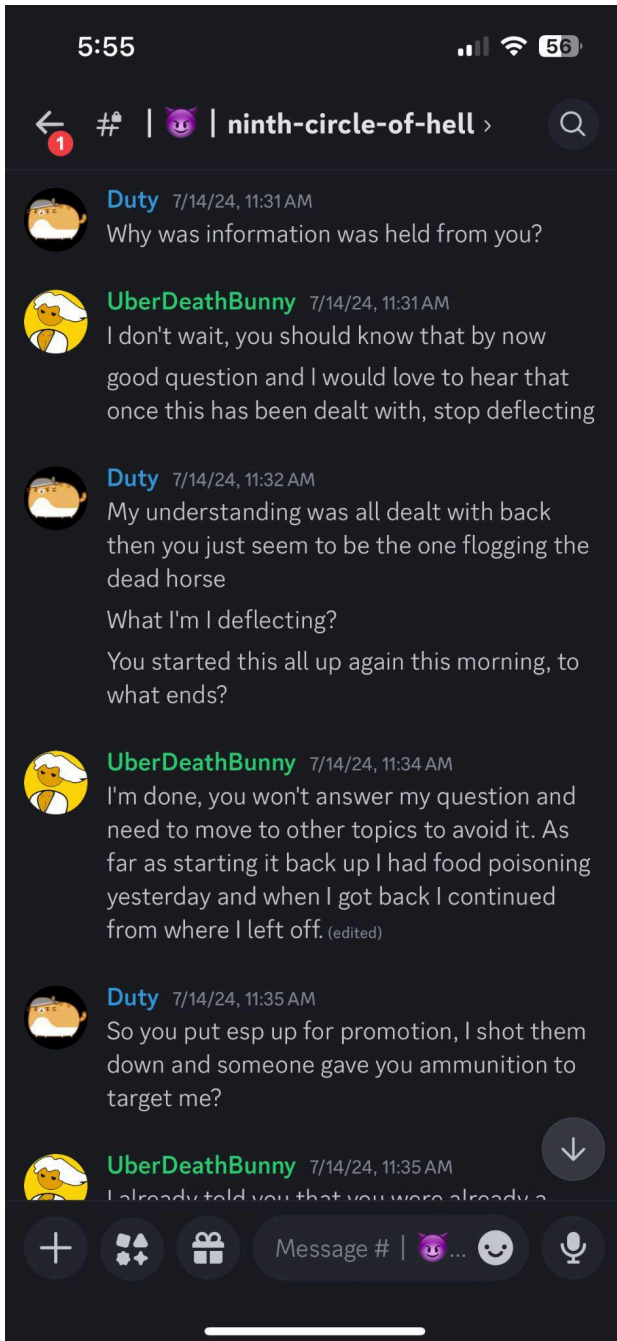 5:55
56
# | 😈 | ninth-circle-of-hell ›
1
Duty 7/14/24, 11:31 AM
Why was information was held from you?
UberDeathBunny 7/14/24, 11:31 AM
I don't wait, you should know that by now
good question and I would love to hear that
once this has been dealt with, stop deflecting
Duty 7/14/24, 11:32 AM
My understanding was all dealt with back
then you just seem to be the one flogging the
dead horse
What I'm I deflecting?
You started this all up again this morning, to
what ends?
UberDeathBunny 7/14/24, 11:34 AM
I'm done, you won't answer my question and
need to move to other topics to avoid it. As
far as starting it back up I had food poisoning
yesterday and when I got back I continued
from where I left off. (edited)
Duty 7/14/24, 11:35 AM
So you put esp up for promotion, I shot them
down and someone gave you ammunition to
target me?
UberDeathBunny 7/14/24, 11:35 AM
I already told you that you were already a
Message # | 😈...